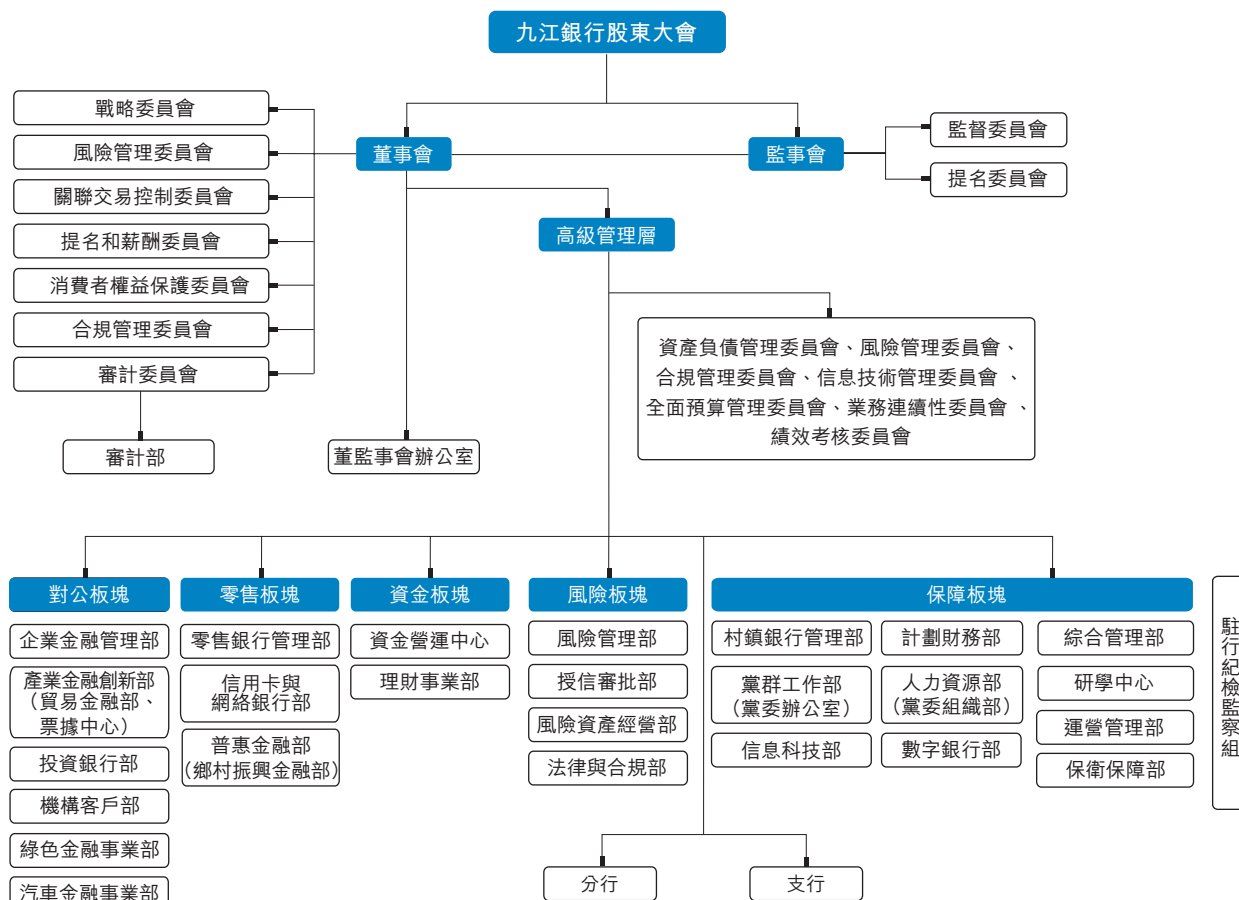 九江銀行股東大會
戰略委員會
風險管理委員會
關聯交易控制委員會
提名和薪酬委員會
消費者權益保護委員會
合規管理委員會
審計委員會
審計部
董事會
監事會
監督委員會
提名委員會
高級管理層
董監事會辦公室
資產負債管理委員會、風險管理委員會、
合規管理委員會、信息技術管理委員會 、
全面預算管理委員會、業務連續性委員會 、
績效考核委員會
對公板塊
企業金融管理部
產業金融創新部
（貿易金融部、
票據中心）
投資銀行部
機構客戶部
綠色金融事業部
汽車金融事業部
零售板塊
零售銀行管理部
信用卡與
網絡銀行部
普惠金融部
（鄉村振興金融部）
資金板塊
資金營運中心
理財事業部
風險板塊
風險管理部
授信審批部
風險資產經營部
法律與合規部
保障板塊
村鎮銀行管理部
黨群工作部
（黨委辦公室）
信息科技部
計劃財務部
人力資源部
（黨委組織部）
數字銀行部
綜合管理部
研學中心
運營管理部
保衛保障部
駐行紀檢監察組
分行
支行